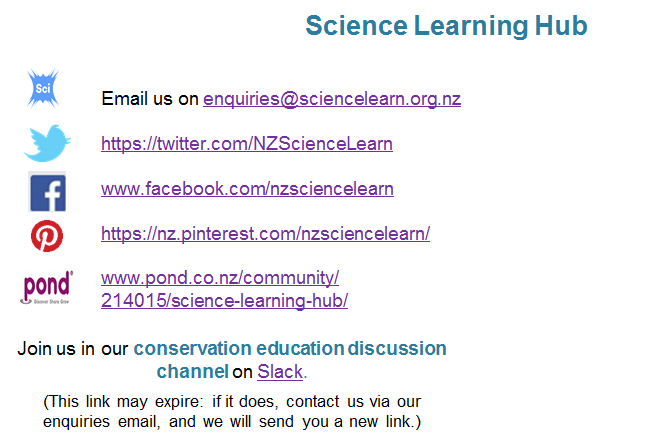 Science Learning Hub
Sci
Email us on enquiries@sciencelearn.org.nz
https://twitter.com/NZScienceLearn
www.facebook.com/nzsciencelearn
https://nz.pinterest.com/nzsciencelearn/
pond
Discover Share Grow
www.pond.co.nz/community/
214015/science-learning-hub/
Join us in our conservation education discussion
channel on Slack.
(This link may expire: if it does, contact us via our
enquiries email, and we will send you a new link.)